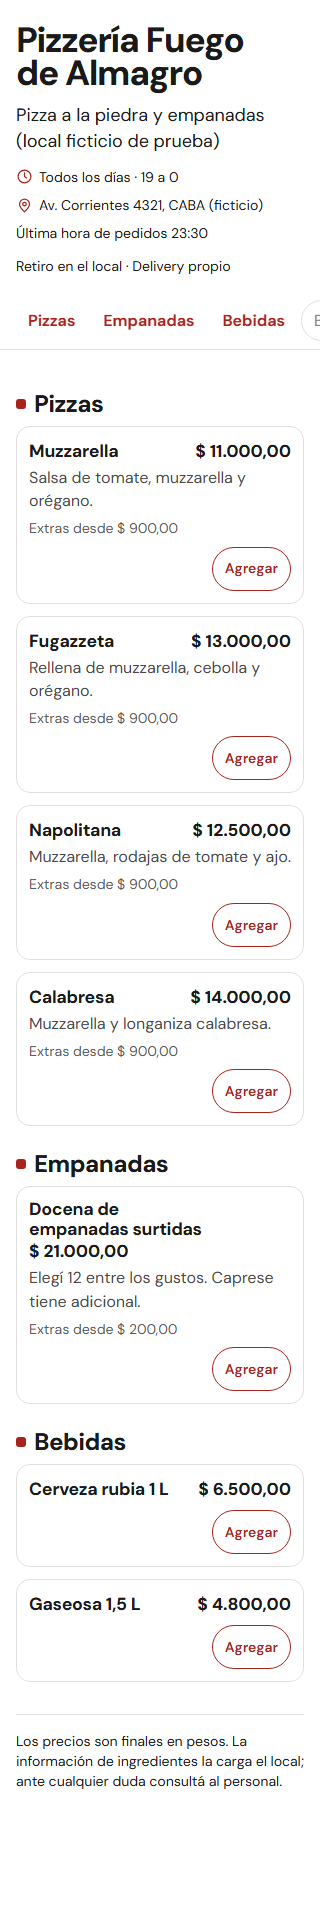 Pizzería Fuego
de Almagro
Pizza a la piedra y empanadas
(local ficticio de prueba)
Todos los días · 19 a 0
Av. Corrientes 4321, CABA (ficticio)
Última hora de pedidos 23:30
Retiro en el local · Delivery propio
Pizzas Empanadas Bebidas
Pizzas
Muzzarella $ 11.000,00
Salsa de tomate, muzzarella y
orégano.
Extras desde $ 900,00
Agregar
Fugazzeta $ 13.000,00
Rellena de muzzarella, cebolla y
orégano.
Extras desde $ 900,00
Agregar
Napolitana $ 12.500,00
Muzzarella, rodajas de tomate y ajo.
Extras desde $ 900,00
Agregar
Calabresa $ 14.000,00
Muzzarella y longaniza calabresa.
Extras desde $ 900,00
Agregar
Empanadas
Docena de
empanadas surtidas
$ 21.000,00
Elegí 12 entre los gustos. Caprese
tiene adicional.
Extras desde $ 200,00
Agregar
Bebidas
Cerveza rubia 1 L $ 6.500,00
Agregar
Gaseosa 1,5 L $ 4.800,00
Agregar
Los precios son finales en pesos. La
información de ingredientes la carga el local;
ante cualquier duda consultá al personal.